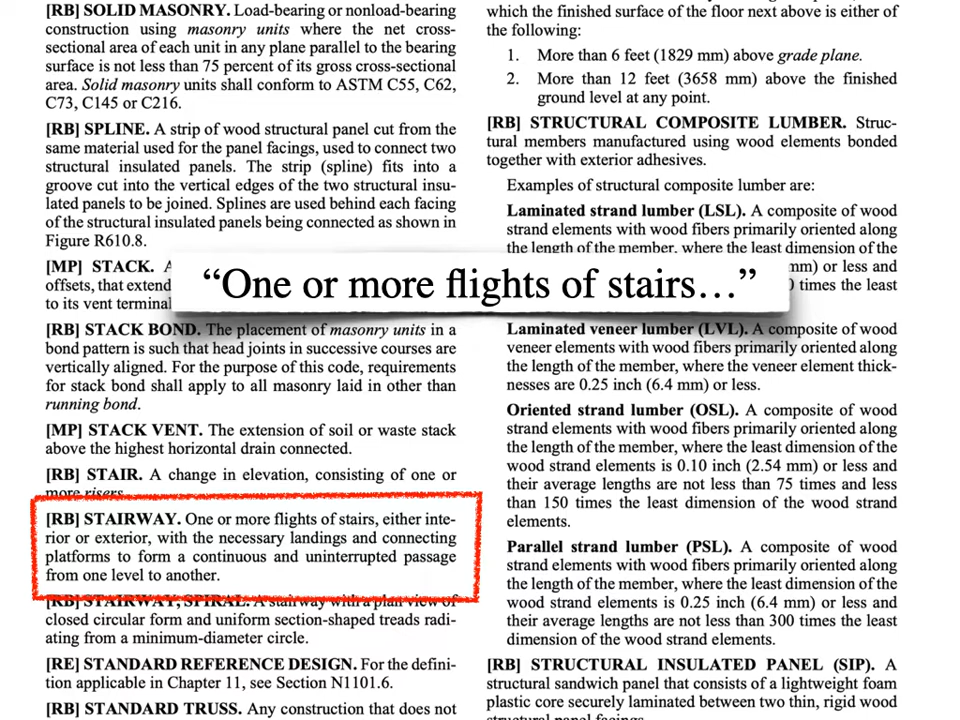 [RB] SOLID MASONRY. Load-bearing or nonload-bearing
construction using masonry units where the net cross-
sectional area of each unit in any plane parallel to the bearing
surface is not less than 75 percent of its gross cross-sectional
area. Solid masonry units shall conform to ASTM C55, C62,
C73, C145 or C216.
[RB] SPLINE. A strip of wood structural panel cut from the
same material used for the panel facings, used to connect two
structural insulated panels. The strip (spline) fits into a
groove cut into the vertical edges of the two structural insu-
lated panels to be joined. Splines are used behind each facing
of the structural insulated panels being connected as shown in
Figure R610.8.
[MP] STACK.
offsets, that extend
to its vent terminal
[RB] STACK BOND. The placement of masonry units in a
bond pattern is such that head joints in successive courses are
vertically aligned. For the purpose of this code, requirements
for stack bond shall apply to all masonry laid in other than
running bond.
[MP] STACK VENT. The extension of soil or waste stack
above the highest horizontal drain connected.
[RB] STAIR. A change in elevation, consisting of one or
more risers.
[RB] STAIRWAY. One or more flights of stairs, either inte-
rior or exterior, with the necessary landings and connecting
platforms to form a continuous and uninterrupted passage
from one level to another.
[RB] STAIRWAY, SPIRAL. A stairway with a plan view of
closed circular form and uniform section-shaped treads radi-
ating from a minimum-diameter circle.
[RE] STANDARD REFERENCE DESIGN. For the defini-
tion applicable in Chapter 11, see Section N1101.6.
[RB] STANDARD TRUSS. Any construction that does not
“One or more flights of stairs…”
which the finished surface of the floor next above is either of
the following:
1. More than 6 feet (1829 mm) above grade plane.
2. More than 12 feet (3658 mm) above the finished
ground level at any point.
[RB] STRUCTURAL COMPOSITE LUMBER. Struc-
tural members manufactured using wood elements bonded
together with exterior adhesives.
Examples of structural composite lumber are:
Laminated strand lumber (LSL). A composite of wood
strand elements with wood fibers primarily oriented along
the length of the member, where the least dimension of the
mm) or less and
times the least
Laminated veneer lumber (LVL). A composite of wood
veneer elements with wood fibers primarily oriented along
the length of the member, where the veneer element thick-
nesses are 0.25 inch (6.4 mm) or less.
Oriented strand lumber (OSL). A composite of wood
strand elements with wood fibers primarily oriented along
the length of the member, where the least dimension of the
wood strand elements is 0.10 inch (2.54 mm) or less and
their average lengths are not less than 75 times and less
than 150 times the least dimension of the wood strand
elements.
Parallel strand lumber (PSL). A composite of wood
strand elements with wood fibers primarily oriented along
the length of the member, where the least dimension of the
wood strand elements is 0.25 inch (6.4 mm) or less and
their average lengths are not less than 300 times the least
dimension of the wood strand elements.
[RB] STRUCTURAL INSULATED PANEL (SIP). A
structural sandwich panel that consists of a lightweight foam
plastic core securely laminated between two thin, rigid wood
structural panel facings.